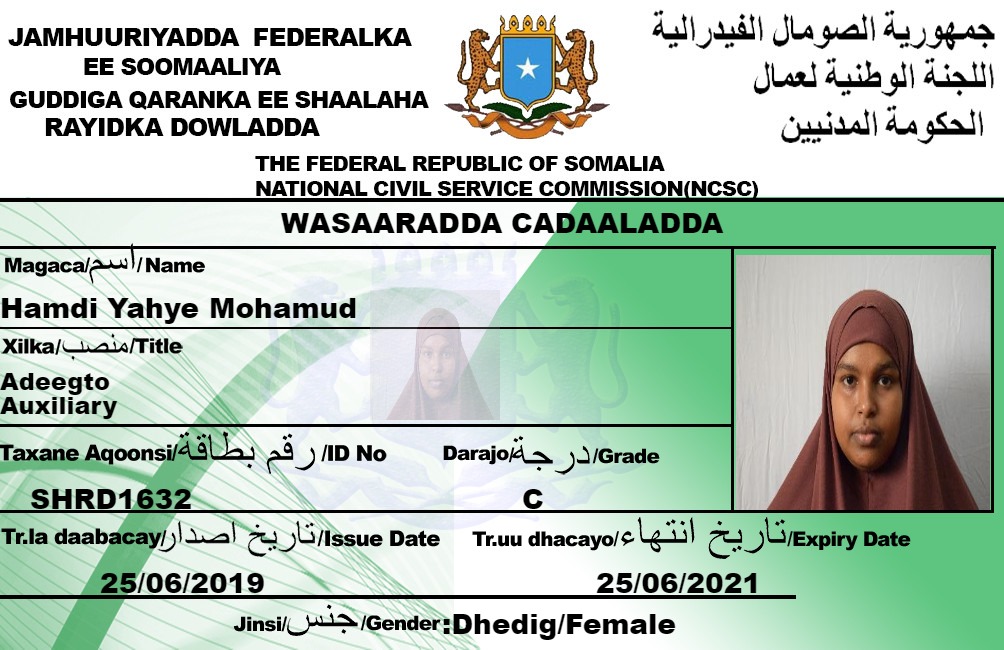 JAMHUURIYADDA FEDERALKA
EE SOOMAALIYA
GUDDIGA QARANKA EE SHAALAHA
RAYIDKA DOWLADDA
جمهورية الصومال الفيدرالية
اللجنة الوطنية لعمال
الحكومة المدنيين
THE FEDERAL REPUBLIC OF SOMALIA
NATIONAL CIVIL SERVICE COMMISSION(NCSC)
WASAARADDA CADAALADDA
Magaca/اسم/Name
Hamdi Yahye Mohamud
Xilka/منصب/Title
Adeegto
Auxiliary
Taxane Aqoonsi/رقم بطاقة/ID No
SHRD1632
Darajo/درجة/Grade
C
Tr.la daabacay/تاريخ اصدار/Issue Date
25/06/2019
Tr.uu dhacayo/تاريخ انتهاء/Expiry Date
25/06/2021
Jinsi/جنس/Gender:Dhedig/Female